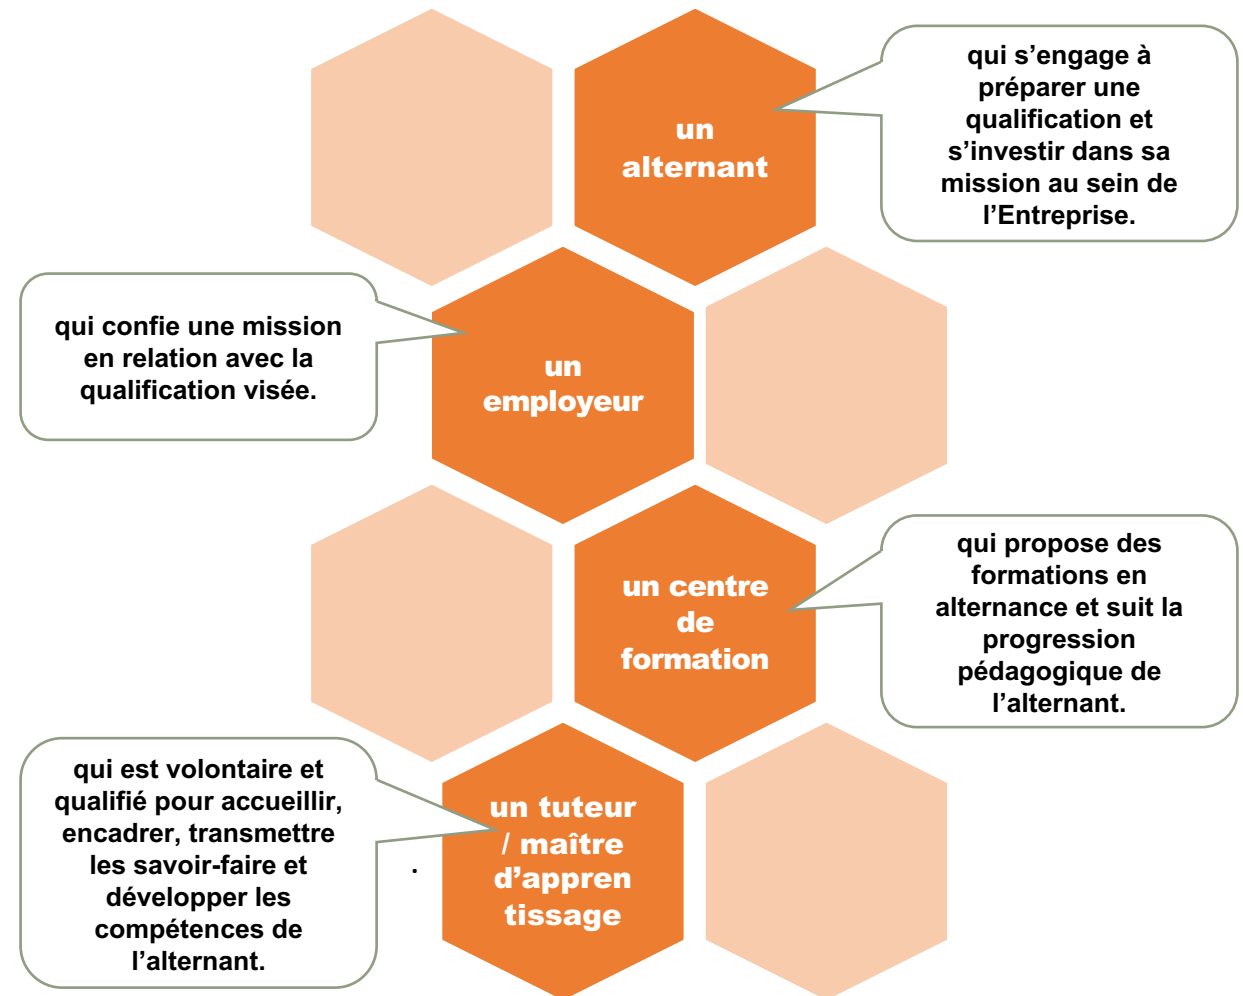 un
alternant
qui s’engage à
préparer une
qualification et
s’investir dans sa
mission au sein de
l’Entreprise.
qui confie une mission
en relation avec la
qualification visée.
un
employeur
un centre
de
formation
qui propose des
formations en
alternance et suit la
progression
pédagogique de
l’alternant.
qui est volontaire et
qualifié pour accueillir,
encadrer, transmettre
les savoir-faire et
développer les
compétences de
l’alternant.
.
un tuteur
/ maître
d’appren
tissage